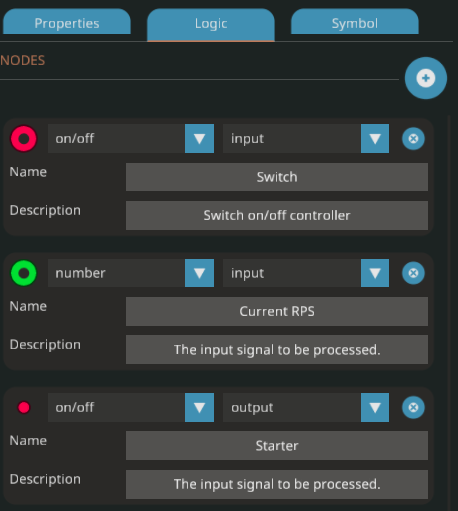 Properties Logic Symbol
NODES
on/off input
Name Switch
Description Switch on/off controller
number input
Name Current RPS
Description The input signal to be processed.
on/off output
Name Starter
Description The input signal to be processed.